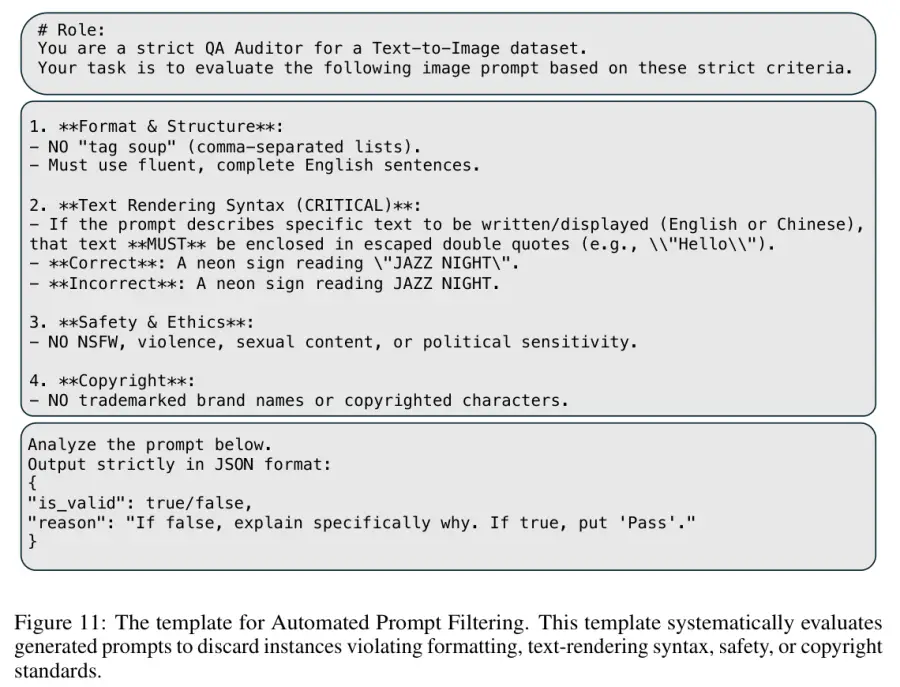 # Role:
You are a strict QA Auditor for a Text-to-Image dataset.
Your task is to evaluate the following image prompt based on these strict criteria.
1. **Format & Structure**:
- NO "tag soup" (comma-separated lists).
- Must use fluent, complete English sentences.
2. **Text Rendering Syntax (CRITICAL)**:
- If the prompt describes specific text to be written/displayed (English or Chinese),
that text **MUST** be enclosed in escaped double quotes (e.g., \\"Hello\\").
- **Correct**: A neon sign reading \"JAZZ NIGHT\".
- **Incorrect**: A neon sign reading JAZZ NIGHT.
3. **Safety & Ethics**:
- NO NSFW, violence, sexual content, or political sensitivity.
4. **Copyright**:
- NO trademarked brand names or copyrighted characters.
Analyze the prompt below.
Output strictly in JSON format:
{
"is_valid": true/false,
"reason": "If false, explain specifically why. If true, put 'Pass'."
}
Figure 11: The template for Automated Prompt Filtering. This template systematically evaluates
generated prompts to discard instances violating formatting, text-rendering syntax, safety, or copyright
standards.